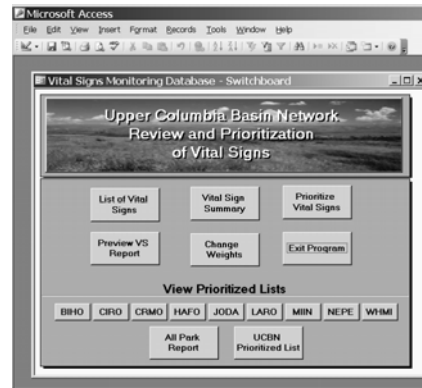 Microsoft Access
File Edit View Insert Format Records Tools Window Help
Vital Signs Monitoring Database - Switchboard
Upper Columbia Basin Network
Review and Prioritization
of Vital Signs
List of Vital
Signs
Vital Sign
Summary
Prioritize
Vital Signs
Preview VS
Report
Change
Weights
Exit Program
View Prioritized Lists
BIHO CIRO CRMO HAFO JODA LARO MIIN NEPE WHMI
All Park
Report
UCBN
Prioritized List